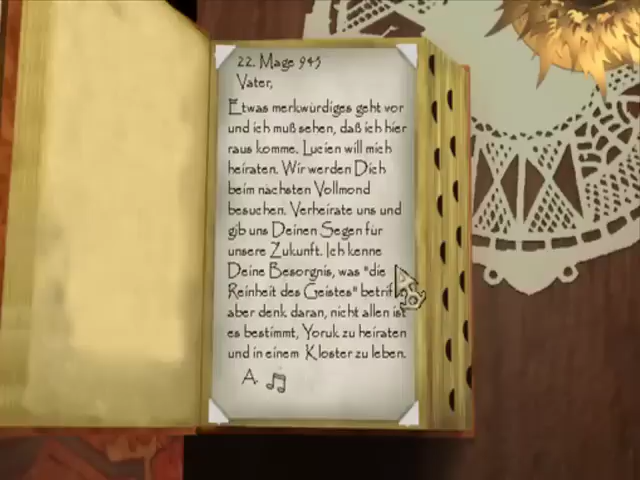 22. Mage 945
Vater,
Etwas merkwürdiges geht vor
und ich muß sehen, daß ich hier
raus komme. Lucien will mich
heiraten. Wir werden Dich
beim nächsten Vollmond
besuchen. Verheirate uns und
gib uns Deinen Segen für
unsere Zukunft. Ich kenne
Deine Besorgnis, was "die
Reinheit des Geistes"
aber denk daran, nicht allen ist
es bestimmt, Yoruk zu heiraten
und in einem Kloster zu leben.
A.